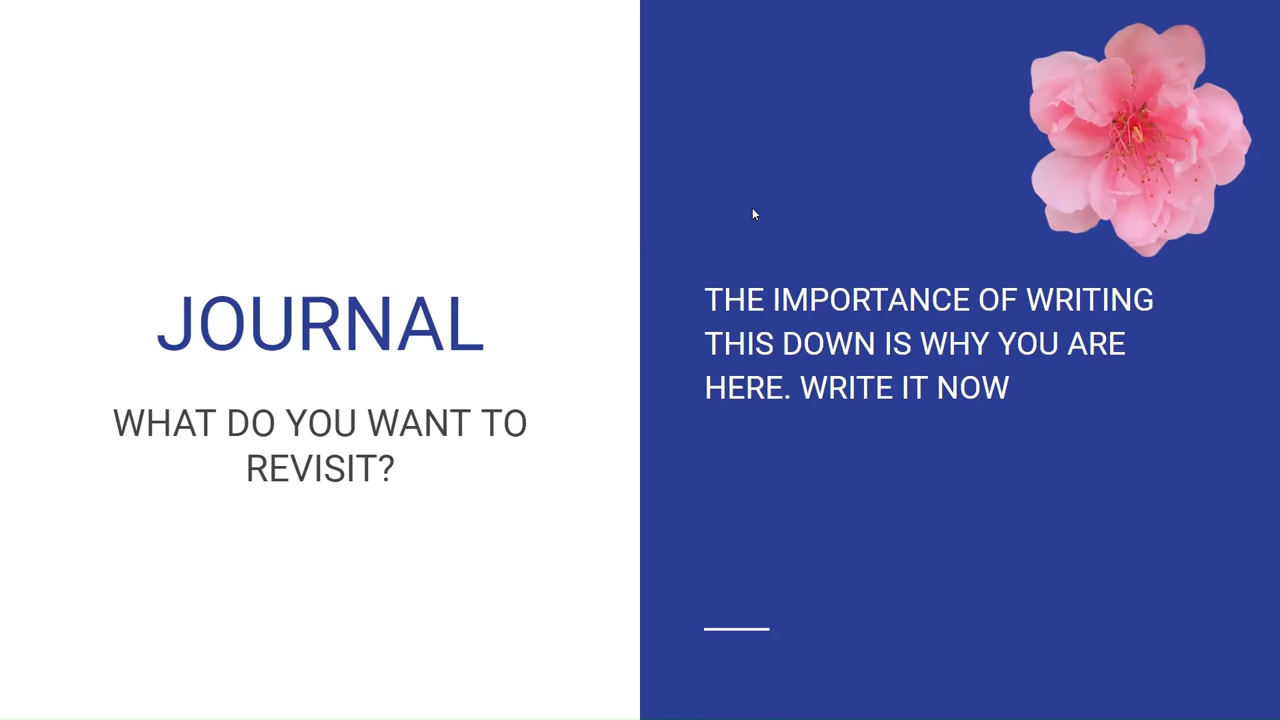 JOURNAL
WHAT DO YOU WANT TO
REVISIT?
THE IMPORTANCE OF WRITING
THIS DOWN IS WHY YOU ARE
HERE. WRITE IT NOW